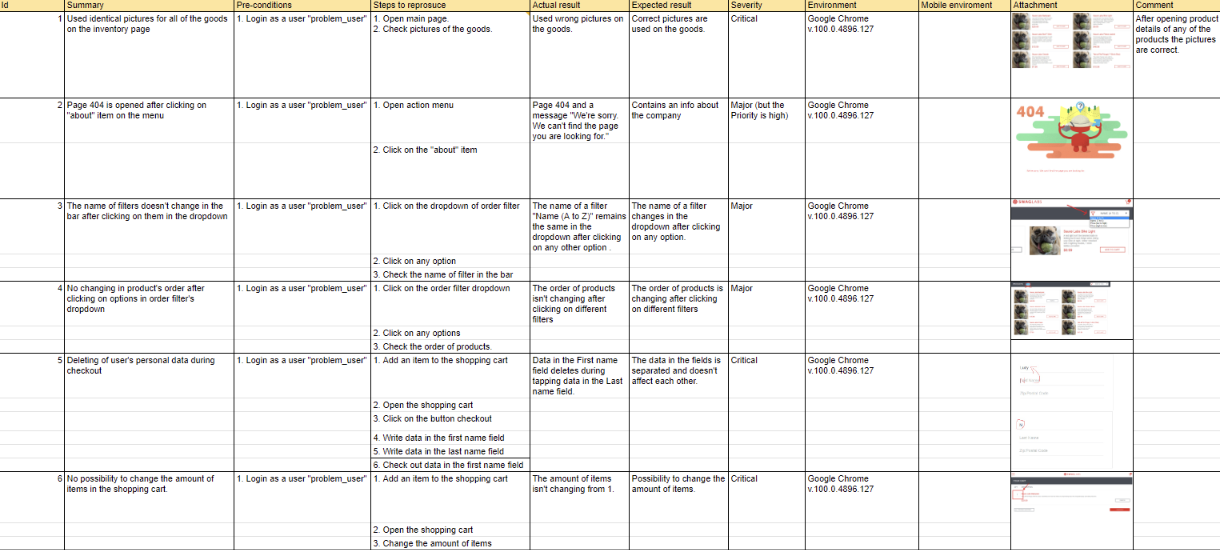 Id Summary Pre-conditions Steps to reprosuce Actual result Expected result Severity Environment Mobile enviroment Attachment Comment
1 Used identical pictures for all of the goods
on the inventory page
1. Login as a user "problem_user"
1. Open main page.
2. Check pictures of the goods.
Used wrong pictures on
the goods.
Correct pictures are
used on the goods.
Critical
Google Chrome
v.100.0.4896.127
After opening product
details of any of the
products the pictures
are correct.
2 Page 404 is opened after clicking on
"about" item on the menu
1. Login as a user "problem_user"
1. Open action menu
2. Click on the "about" item
Page 404 and a
message "We're sorry.
We can't find the page
you are looking for."
Contains an info about
the company
Major (but the
Priority is high)
Google Chrome
v.100.0.4896.127
404
3 The name of filters doesn't change in the
bar after clicking on them in the dropdown
1. Login as a user "problem_user"
1. Click on the dropdown of order filter
2. Click on any option
3. Check the name of filter in the bar
The name of a filter
"Name (A to Z)" remains
the same in the
dropdown after clicking
on any other option .
The name of a filter
changes in the
dropdown after clicking
on any option.
Major
Google Chrome
v.100.0.4896.127
4 No changing in product's order after
clicking on options in order filter's
dropdown
1. Login as a user "problem_user"
1. Click on the order filter dropdown
2. Click on any options
3. Check the order of products.
The order of products
isn't changing after
clicking on different
filters
The order of products is
changing after clicking
on different filters
Major
Google Chrome
v.100.0.4896.127
5 Deleting of user's personal data during
checkout
1. Login as a user "problem_user"
1. Add an item to the shopping cart
2. Open the shopping cart
3. Click on the button checkout
4. Write data in the first name field
5. Write data in the last name field
6. Check out data in the first name field
Data in the First name
field deletes during
tapping data in the Last
name field.
The data in the fields is
separated and doesn't
affect each other.
Critical
Google Chrome
v.100.0.4896.127
6 No possibility to change the amount of
items in the shopping cart.
1. Login as a user "problem_user"
1. Add an item to the shopping cart
2. Open the shopping cart
3. Change the amount of items
The amount of items
isn't changing from 1.
Possibility to change the
amount of items.
Critical
Google Chrome
v.100.0.4896.127